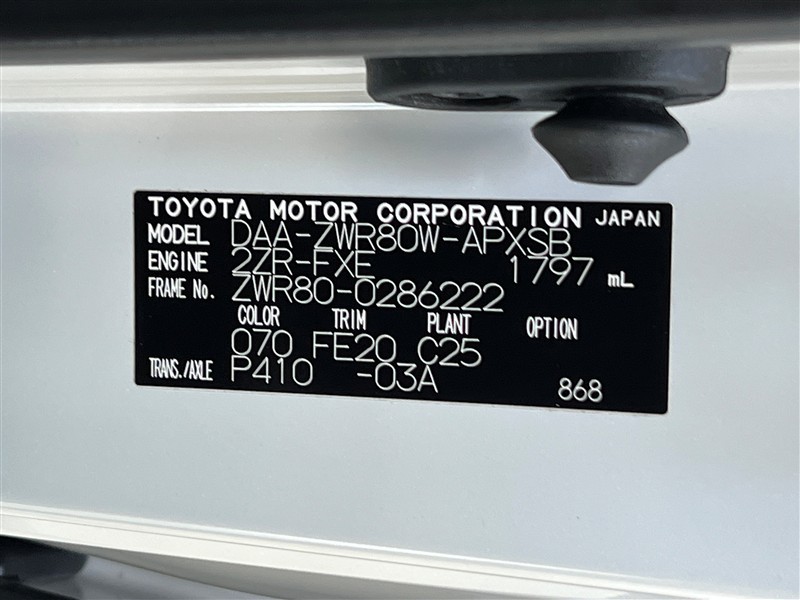 TOYOTA MOTOR CORPORATION JAPAN
MODEL DAA-ZWR80W-APXSB
ENGINE 2ZR-FXE 1797 mL
FRAME No. ZWR80-0286222
COLOR TRIM PLANT OPTION
070 FE20 C25
TRANS./AXLE P410 -03A 868